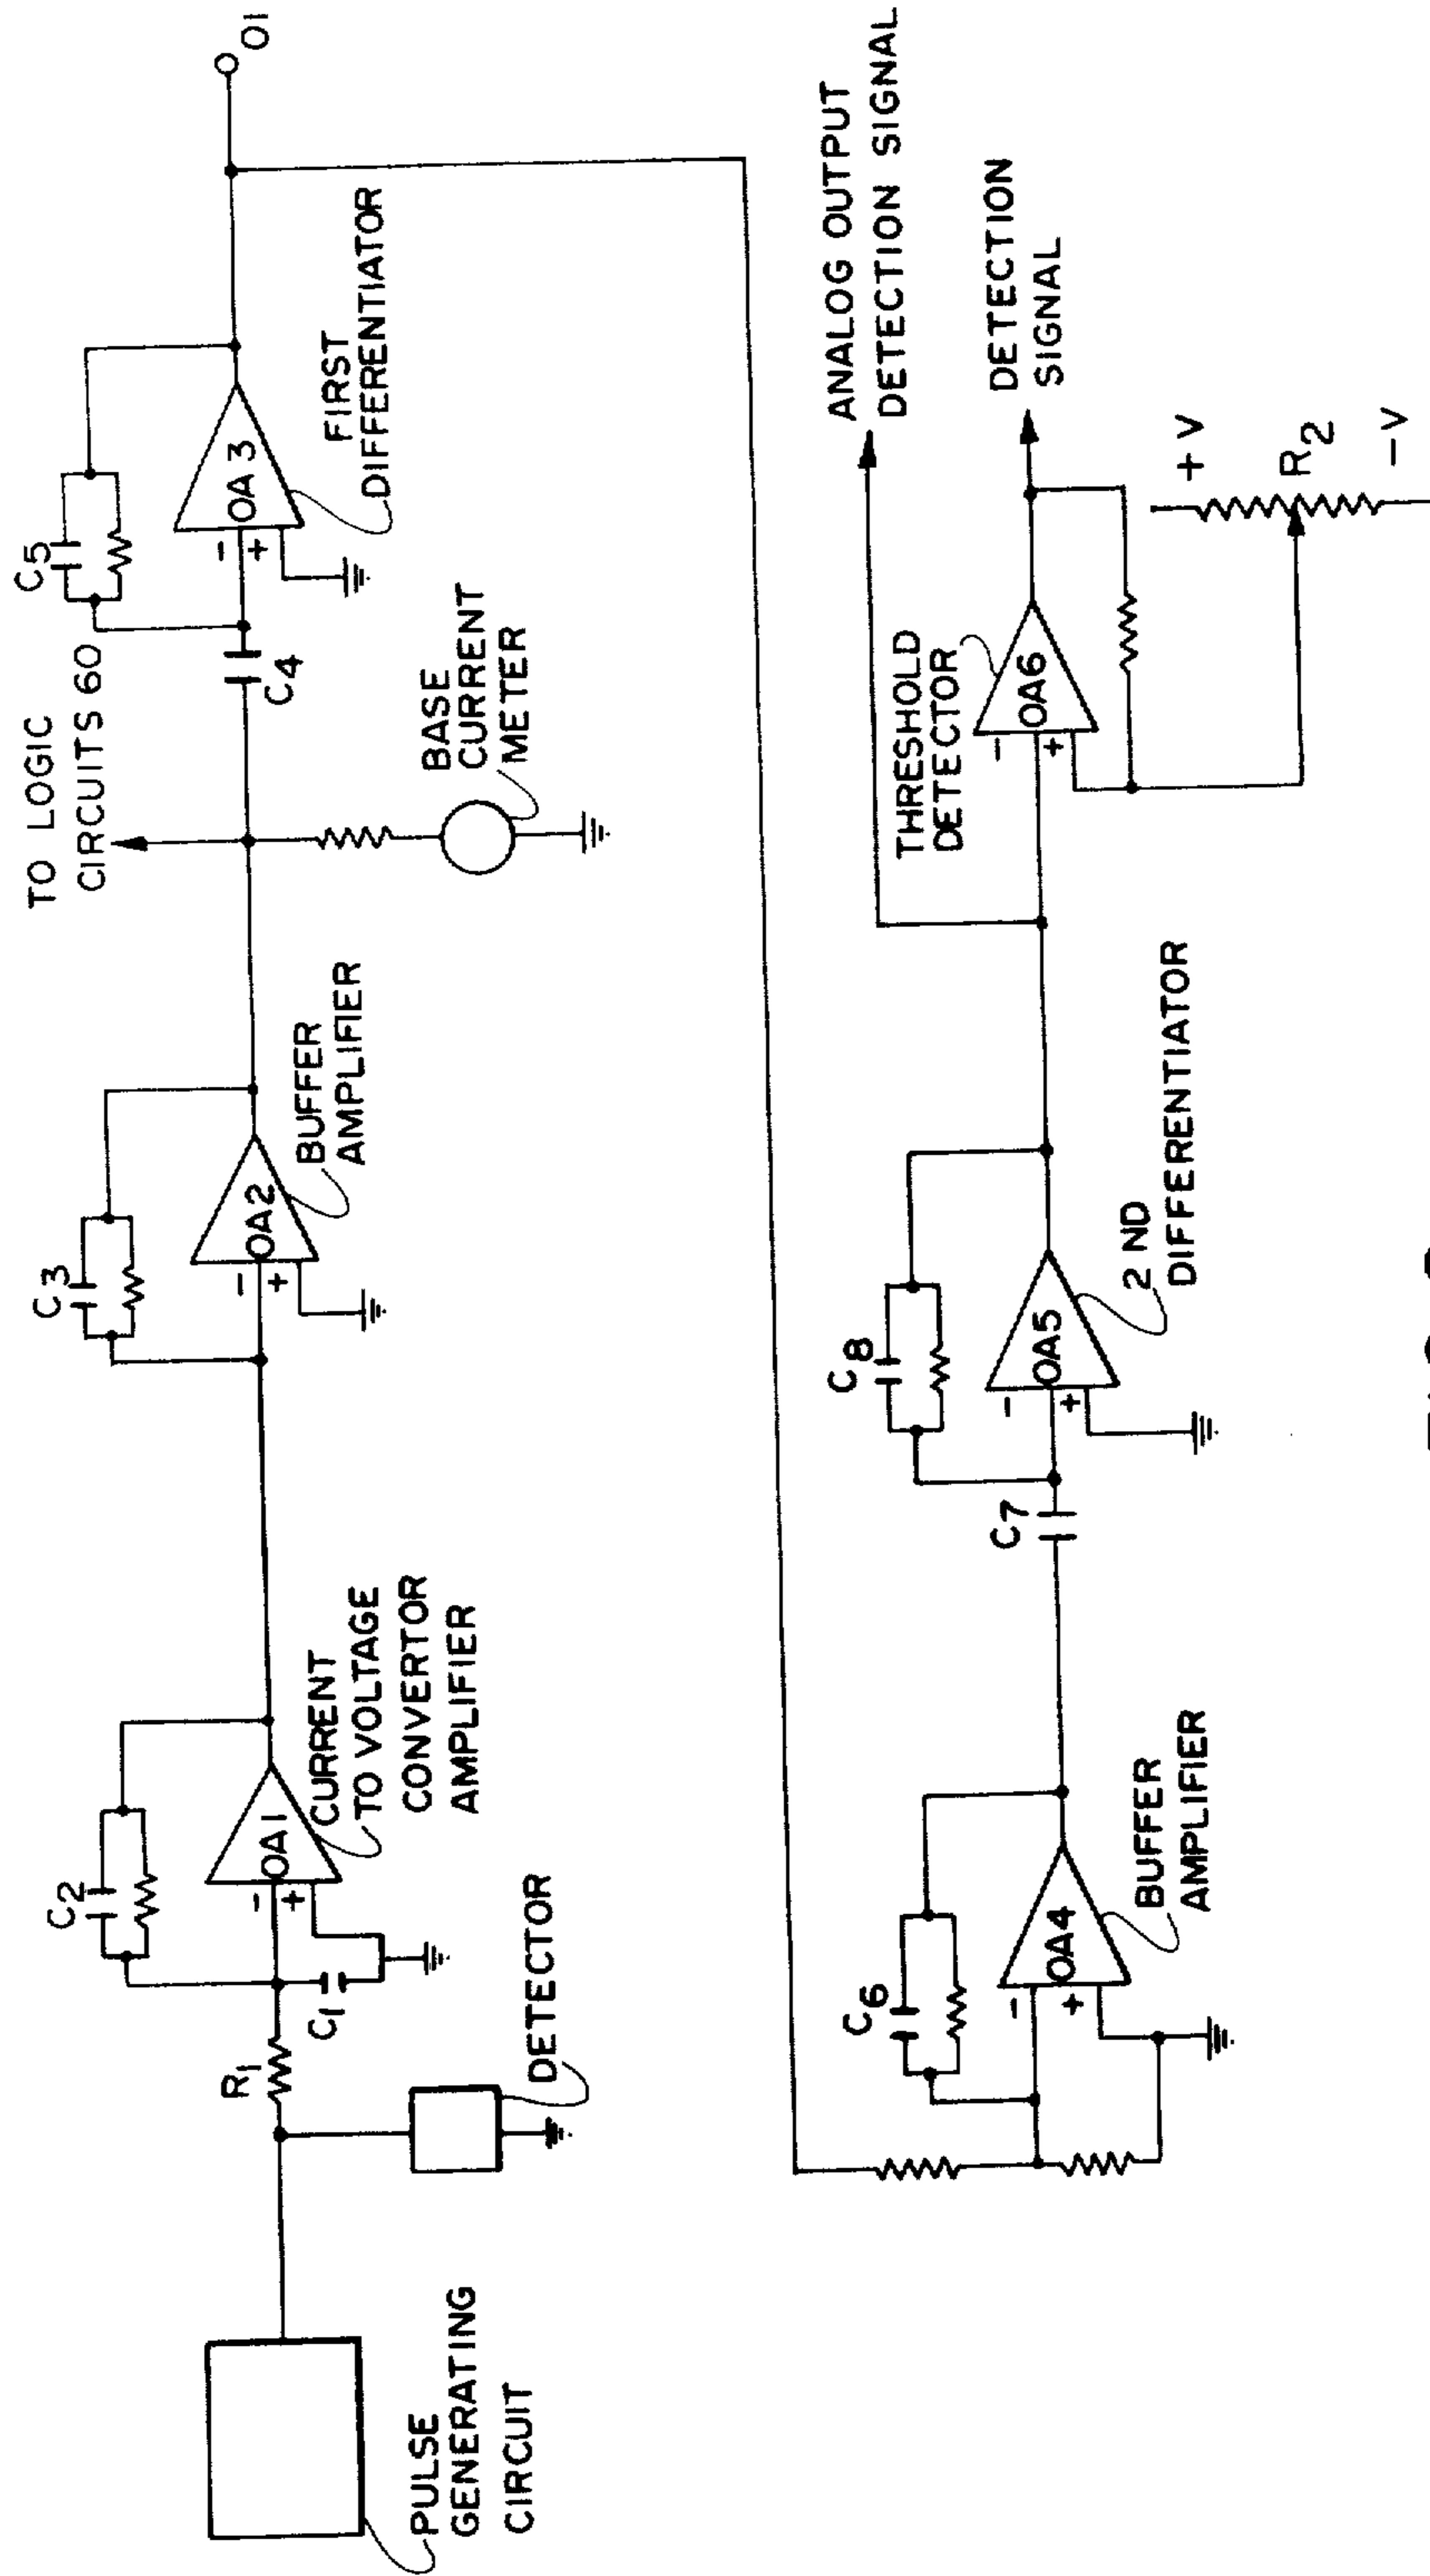 PULSE
GENERATING
CIRCUIT
DETECTOR
R1
C1
C2
- +
OA1
CURRENT
TO VOLTAGE
CONVERTOR
AMPLIFIER
C3
- +
OA2
BUFFER
AMPLIFIER
TO LOGIC
CIRCUITS 60
BASE
CURRENT
METER
C4
C5
- +
OA3
FIRST
DIFFERENTIATOR
O1
C6
- +
OA4
BUFFER
AMPLIFIER
C7
C8
- +
OA5
2 ND
DIFFERENTIATOR
ANALOG OUTPUT
DETECTION SIGNAL
THRESHOLD
DETECTOR
- +
OA6
DETECTION
SIGNAL
+V
R2
-V